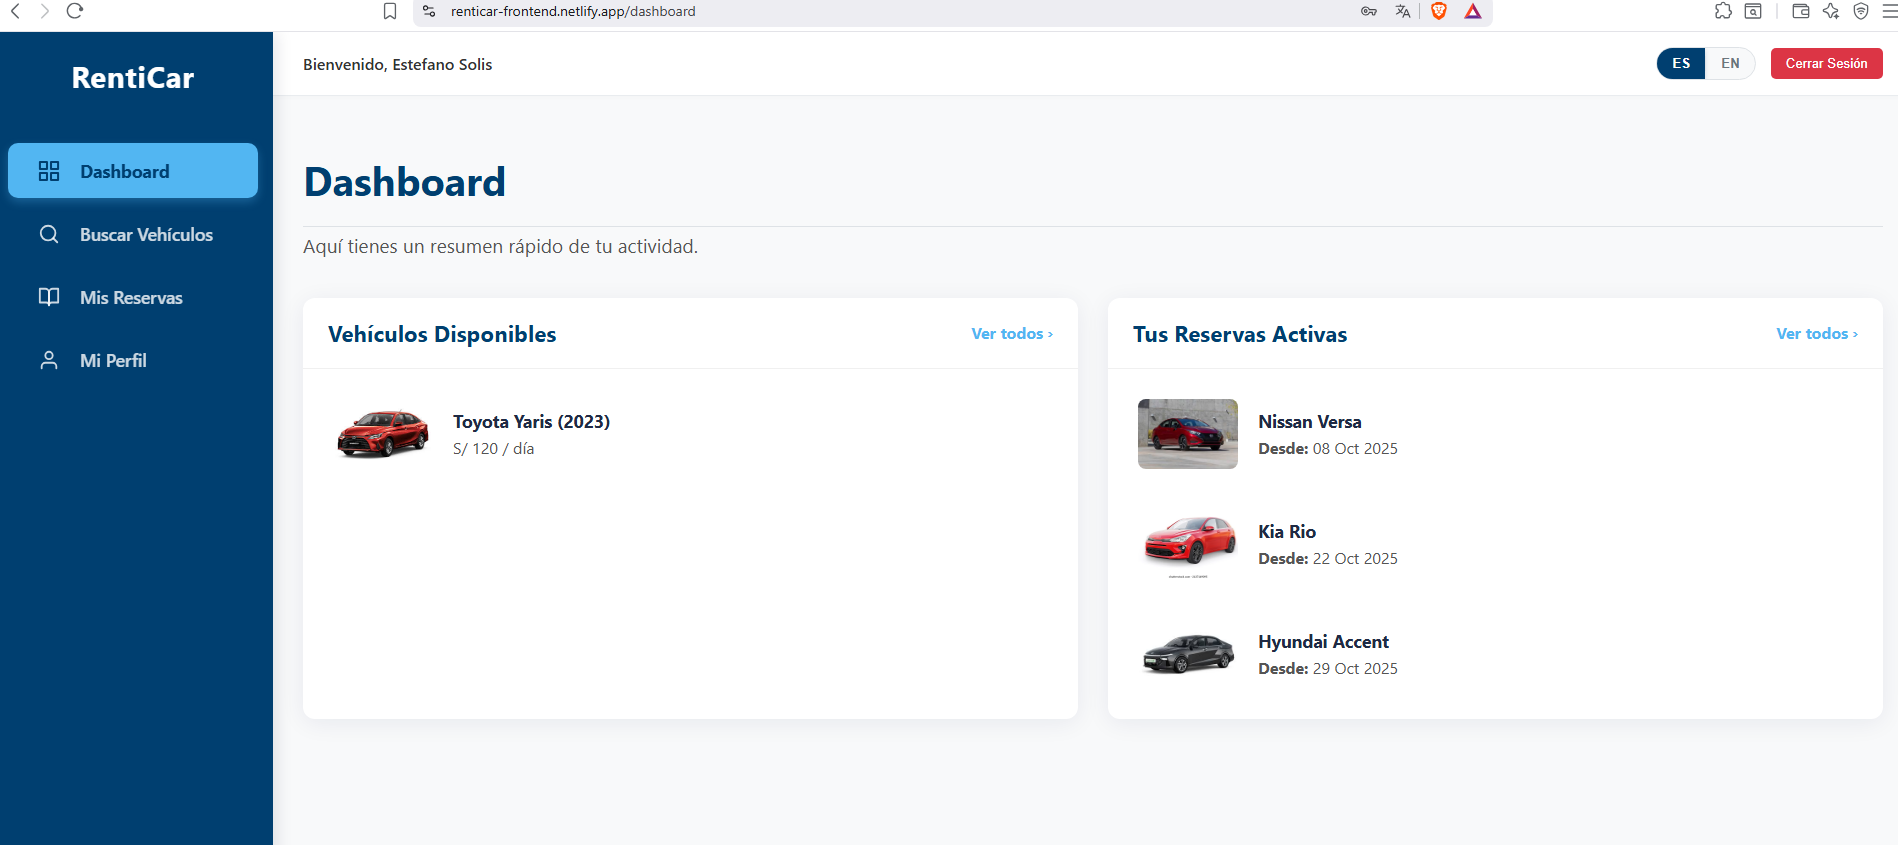 renticar-frontend.netlify.app/dashboard
RentiCar
Bienvenido, Estefano Solis
ES
EN
Cerrar Sesión
Dashboard
Buscar Vehículos
Mis Reservas
Mi Perfil
Dashboard
Aquí tienes un resumen rápido de tu actividad.
Vehículos Disponibles
Ver todos ›
Toyota Yaris (2023)
S/ 120 / día
Tus Reservas Activas
Ver todos ›
Nissan Versa
Desde: 08 Oct 2025
Kia Rio
Desde: 22 Oct 2025
Hyundai Accent
Desde: 29 Oct 2025